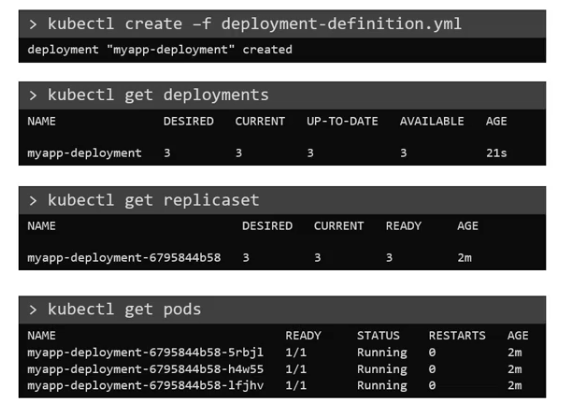 > kubectl create –f deployment-definition.yml
deployment "myapp-deployment" created
> kubectl get deployments
NAME DESIRED CURRENT UP-TO-DATE AVAILABLE AGE
myapp-deployment 3 3 3 3 21s
> kubectl get replicaset
NAME DESIRED CURRENT READY AGE
myapp-deployment-6795844b58 3 3 3 2m
> kubectl get pods
NAME READY STATUS RESTARTS AGE
myapp-deployment-6795844b58-5rbjl 1/1 Running 0 2m
myapp-deployment-6795844b58-h4w55 1/1 Running 0 2m
myapp-deployment-6795844b58-lfjhv 1/1 Running 0 2m